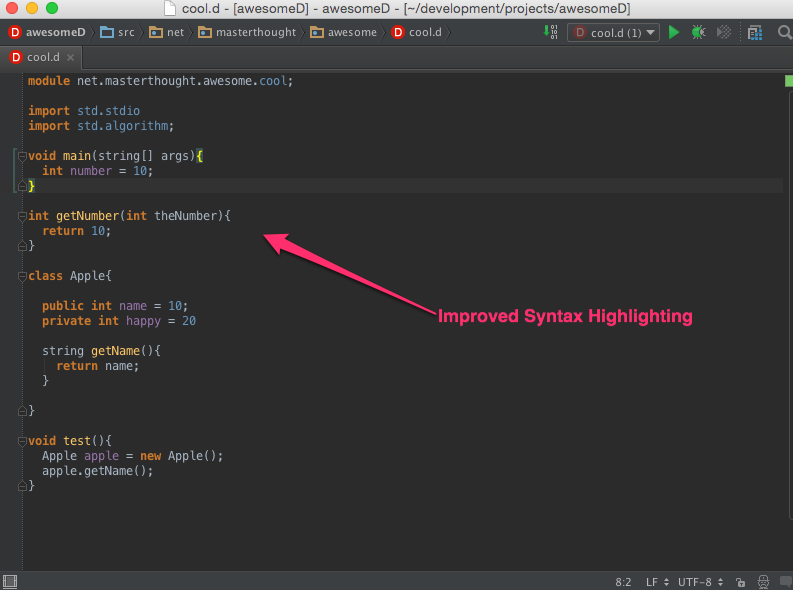 cool.d - [awesomeD] - awesomeD - [~/development/projects/awesomeD]
D awesomeD src net masterthought awesome D cool.d D cool.d (1)
D cool.d ×
module net.masterthought.awesome.cool;
import std.stdio
import std.algorithm;
void main(string[] args){
int number = 10;
}
int getNumber(int theNumber){
return 10;
}
class Apple{
public int name = 10;
Improved Syntax Highlighting
private int happy = 20
string getName(){
return name;
}
}
void test(){
Apple apple = new Apple();
apple.getName();
}
8:2 LF UTF-8